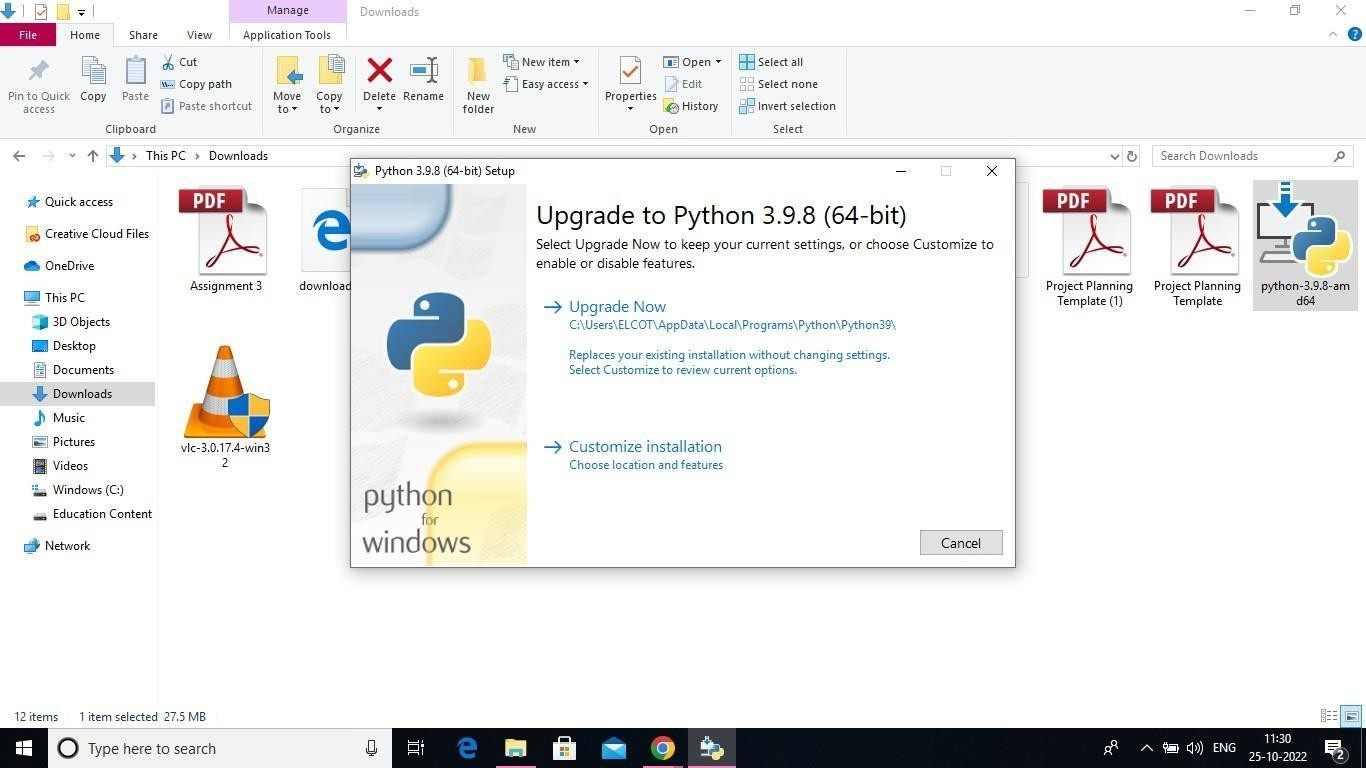 Manage
Downloads
File
Home
Share
View
Application Tools
Pin to Quick
access
Copy
Paste
Cut
Copy path
Paste shortcut
Clipboard
Move
to
Copy
to
Delete
Rename
Organize
New
folder
New item
Easy access
New
Properties
Open
Edit
History
Open
Select all
Select none
Invert selection
Select
This PC
Downloads
Search Downloads
Quick access
Creative Cloud Files
OneDrive
This PC
3D Objects
Desktop
Documents
Downloads
Music
Pictures
Videos
Windows (C:)
Education Content
Network
PDF
Assignment 3
download
vlc-3.0.17.4-win3
2
Python 3.9.8 (64-bit) Setup
Upgrade to Python 3.9.8 (64-bit)
Select Upgrade Now to keep your current settings, or choose Customize to
enable or disable features.
Upgrade Now
C:\Users\ELCOT\AppData\Local\Programs\Python\Python39\
Replaces your existing installation without changing settings.
Select Customize to review current options.
Customize installation
Choose location and features
python
for
windows
Cancel
PDF
Project Planning
Template (1)
PDF
Project Planning
Template
python-3.9.8-am
d64
12 items
1 item selected 27.5 MB
Type here to search
ENG
11:30
25-10-2022
2